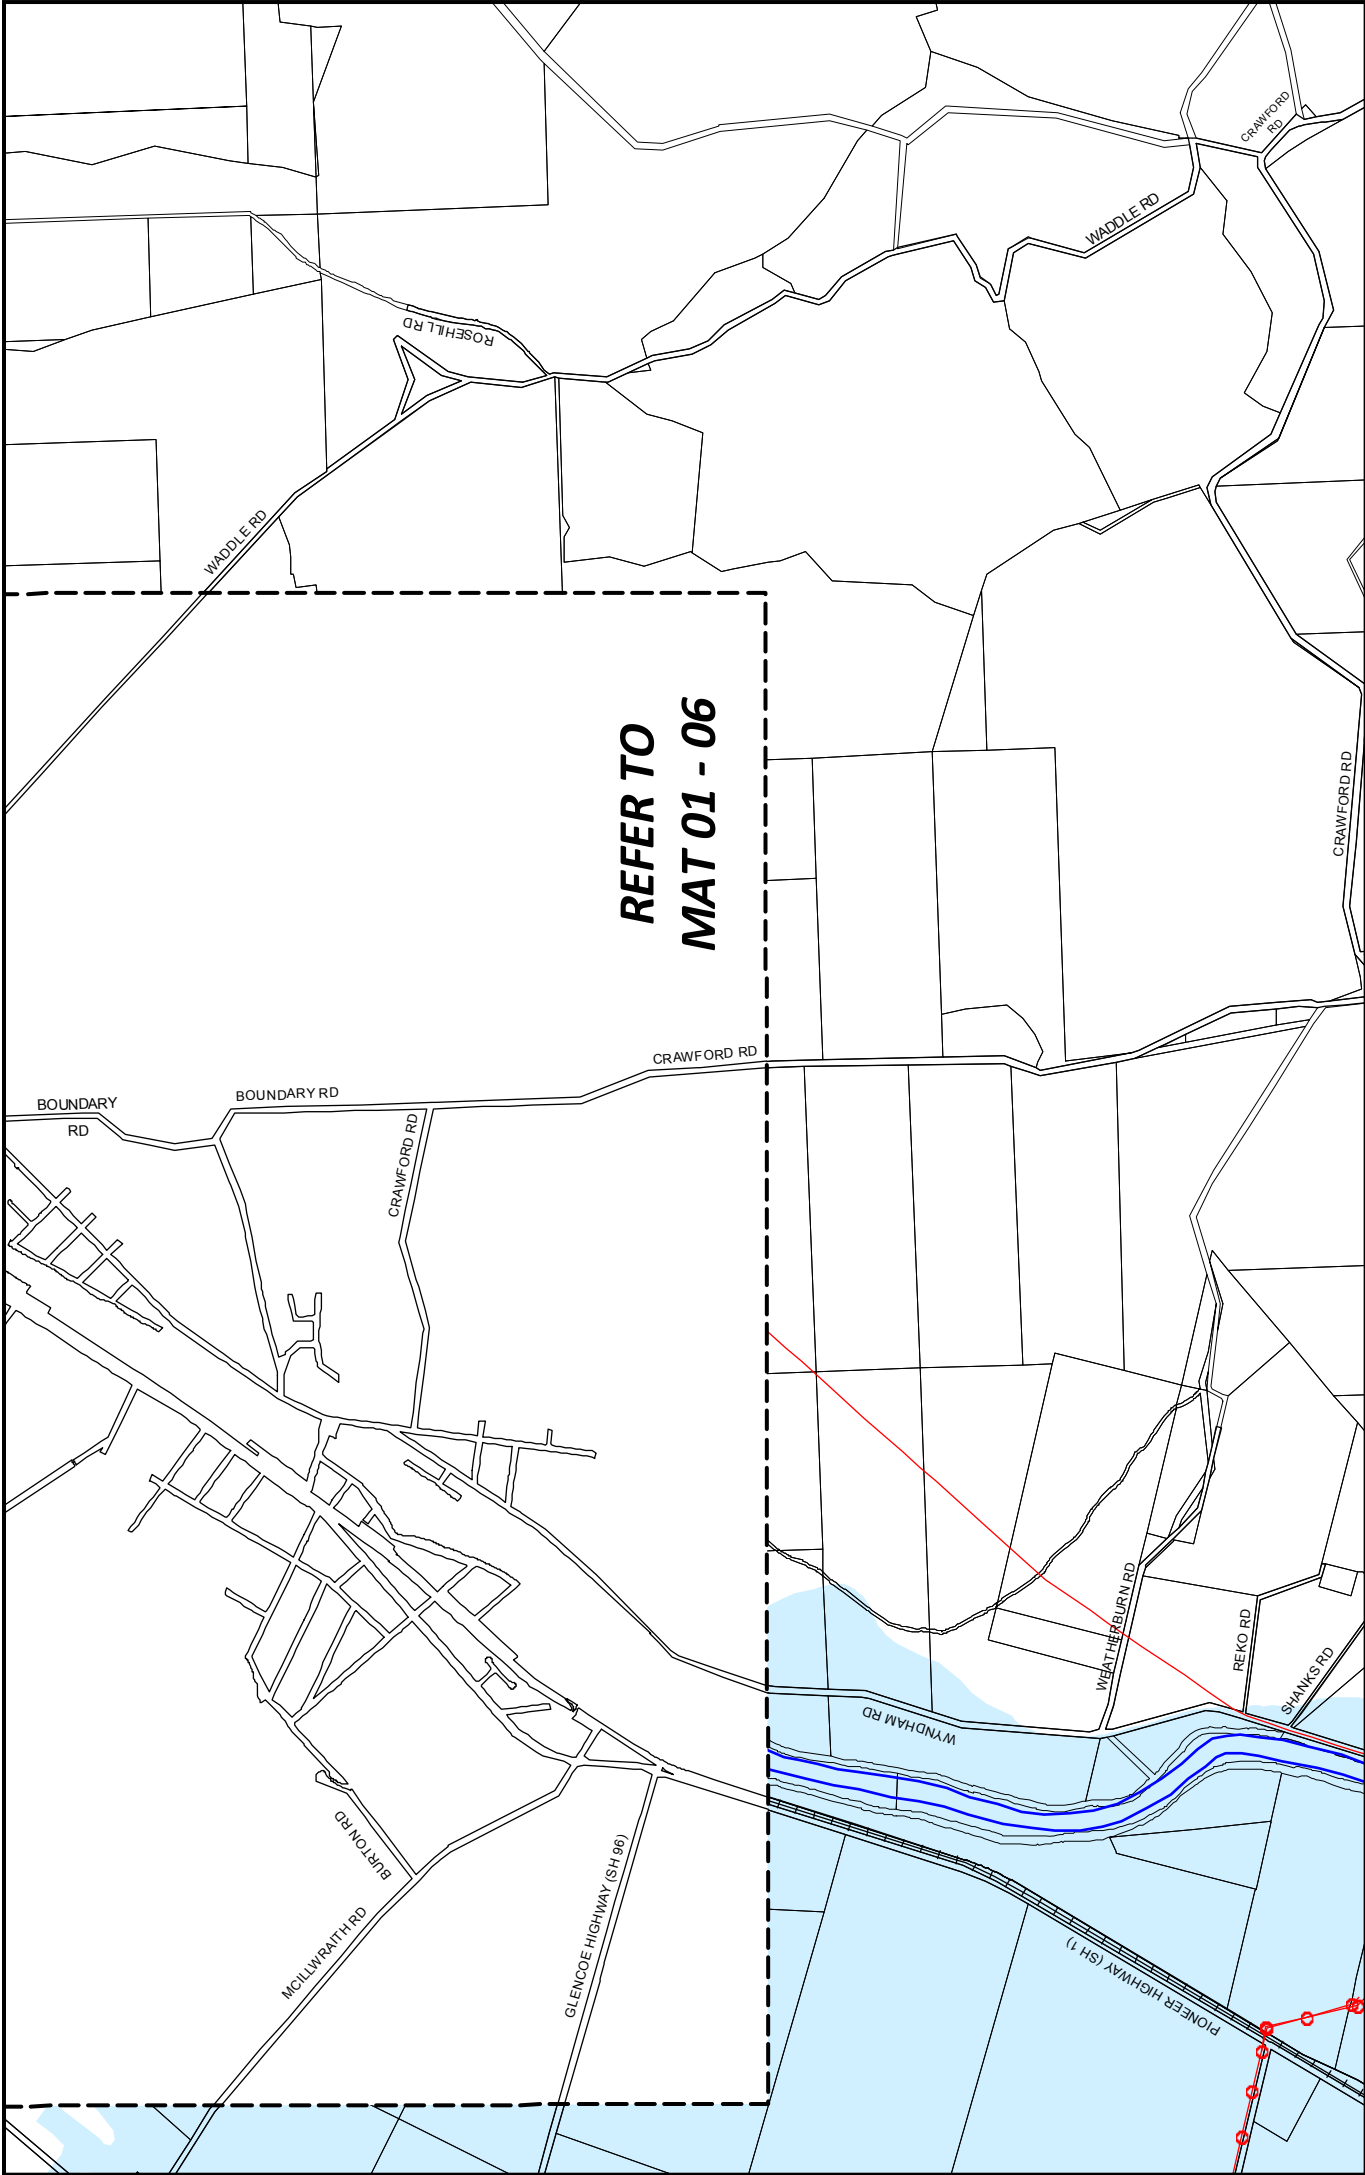 CRAWFORD
RD
WADDLE RD
ROSEHILL RD
WADDLE RD
REFER TO
MAT 01 - 06
CRAWFORD RD
CRAWFORD RD
BOUNDARY RD
BOUNDARY
RD
CRAWFORD RD
WEATHERBURN RD
REKO RD
SHANKS RD
WYNDHAM RD
BURTON RD
MCILLWRAITH RD
GLENCOE HIGHWAY (SH 96)
PIONEER HIGHWAY (SH 1)